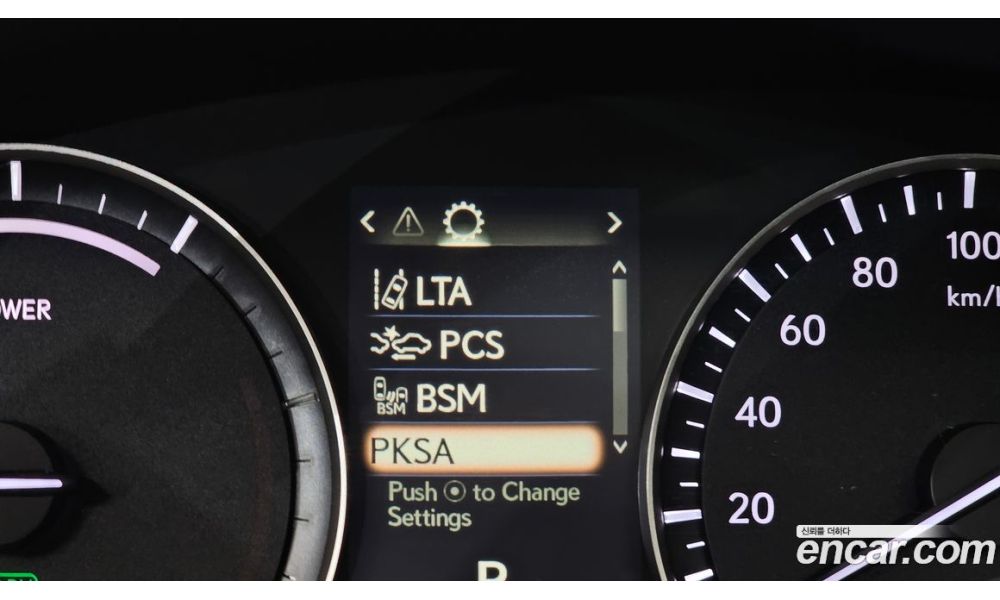 LTA
PCS
BSM
BSM
PKSA
Push to Change
Settings
P
100
80
km/h
60
40
20
신뢰를 더하다
encar.com